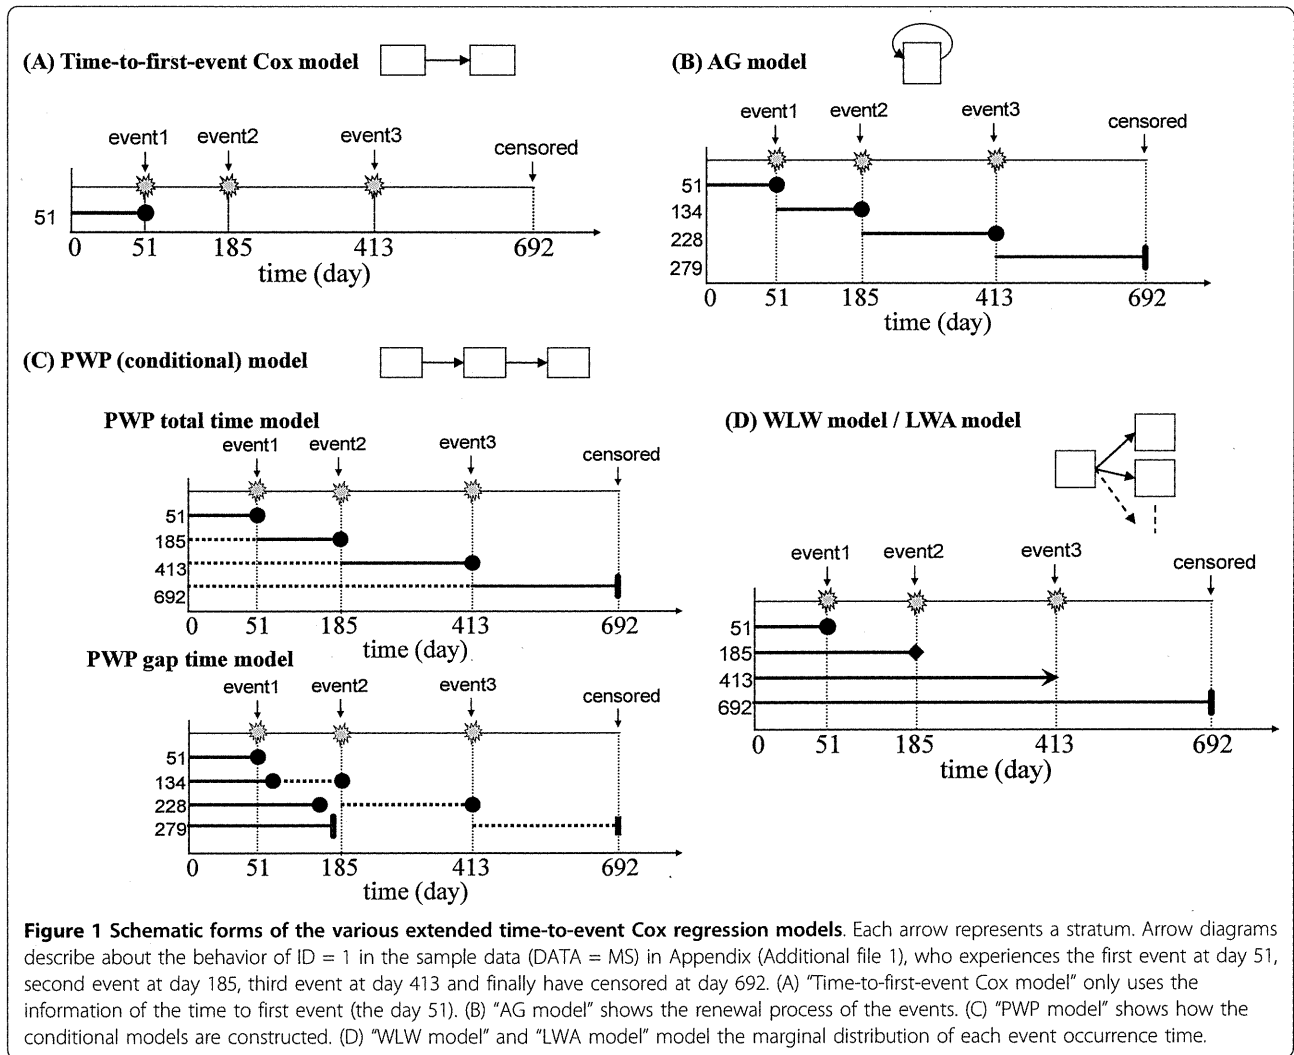 (A) Time-to-first-event Cox model
event1 event2 event3 censored
51
0 51 185 413 692
time (day)
(B) AG model
event1 event2 event3 censored
51
134
228
279
0 51 185 413 692
time (day)
(C) PWP (conditional) model
PWP total time model
event1 event2 event3 censored
51
185
413
692
0 51 185 413 692
time (day)
PWP gap time model
event1 event2 event3 censored
51
134
228
279
0 51 185 413 692
time (day)
(D) WLW model / LWA model
event1 event2 event3 censored
51
185
413
692
0 51 185 413 692
time (day)
Figure 1 Schematic forms of the various extended time-to-event Cox regression models. Each arrow represents a stratum. Arrow diagrams
describe about the behavior of ID = 1 in the sample data (DATA = MS) in Appendix (Additional file 1), who experiences the first event at day 51,
second event at day 185, third event at day 413 and finally have censored at day 692. (A) "Time-to-first-event Cox model" only uses the
information of the time to first event (the day 51). (B) "AG model" shows the renewal process of the events. (C) "PWP model" shows how the
conditional models are constructed. (D) "WLW model" and "LWA model" model the marginal distribution of each event occurrence time.